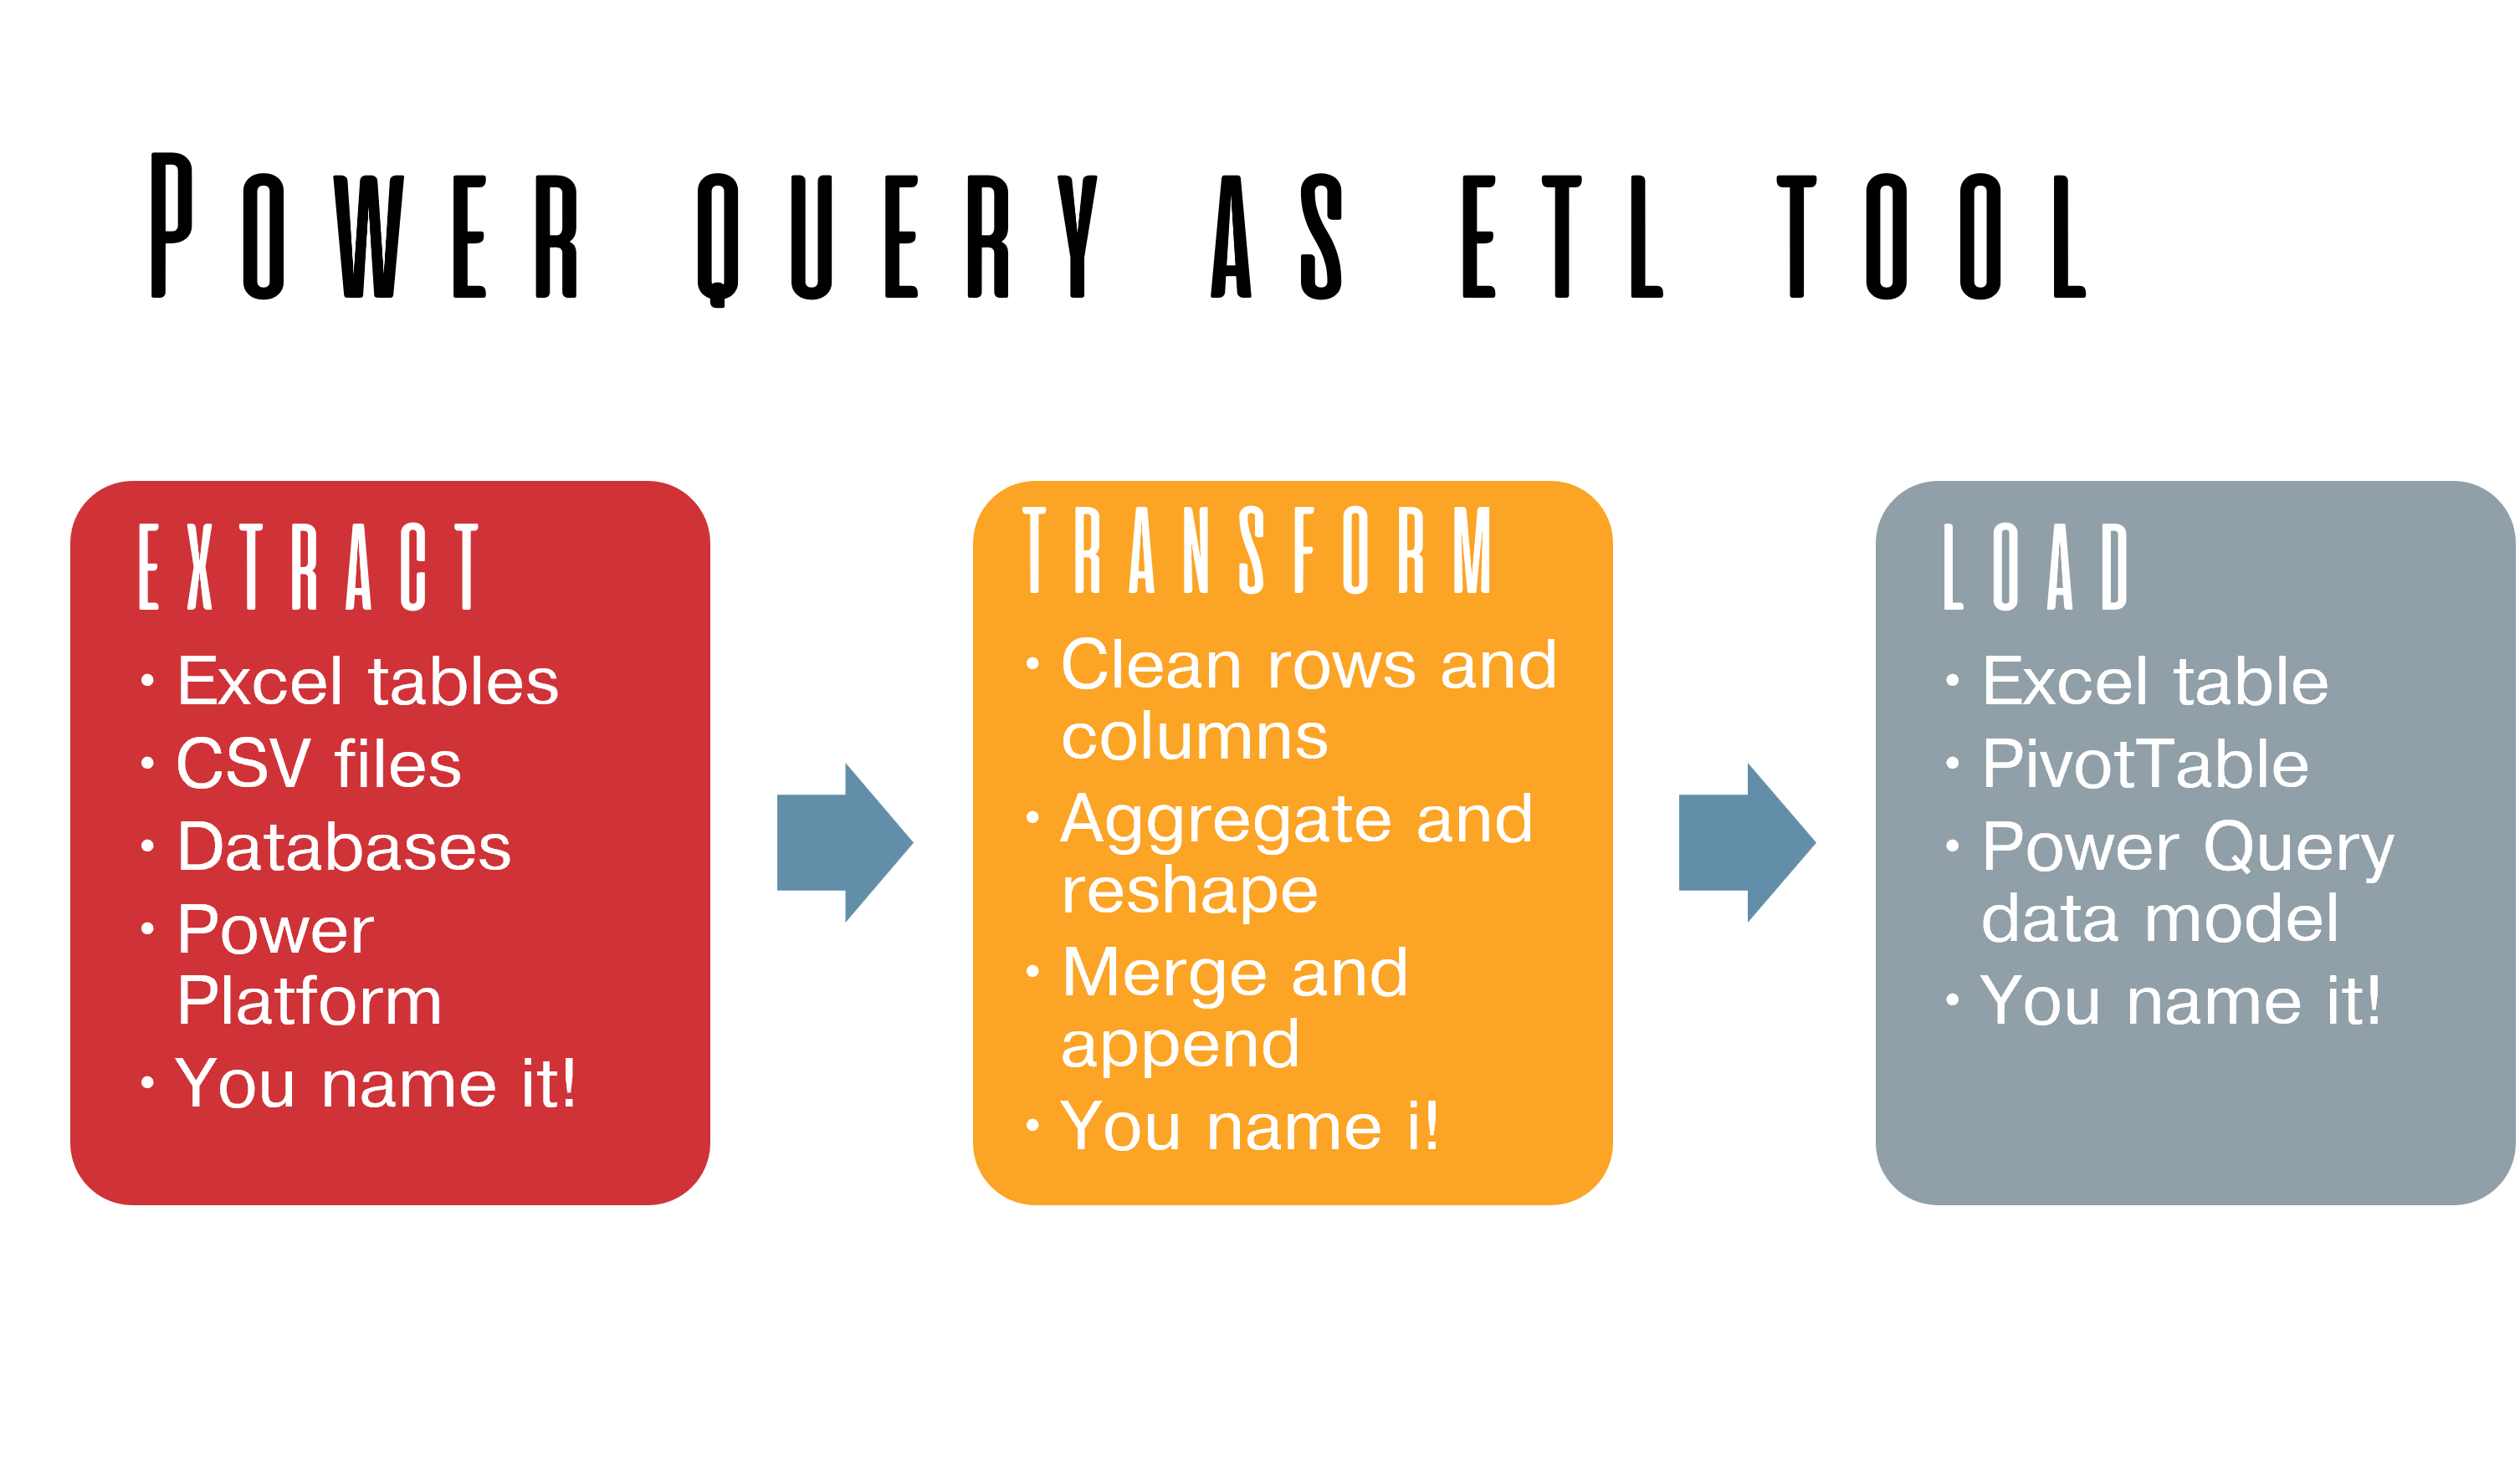 Power query as etl tool
EXTRACT
• Excel tables
• CSV files
• Databases
• Power
Platform
• You name it!
TRANSFORM
• Clean rows and
columns
• Aggregate and
reshape
• Merge and
append
• You name i!
LOAD
• Excel table
• PivotTable
• Power Query
data model
• You name it!